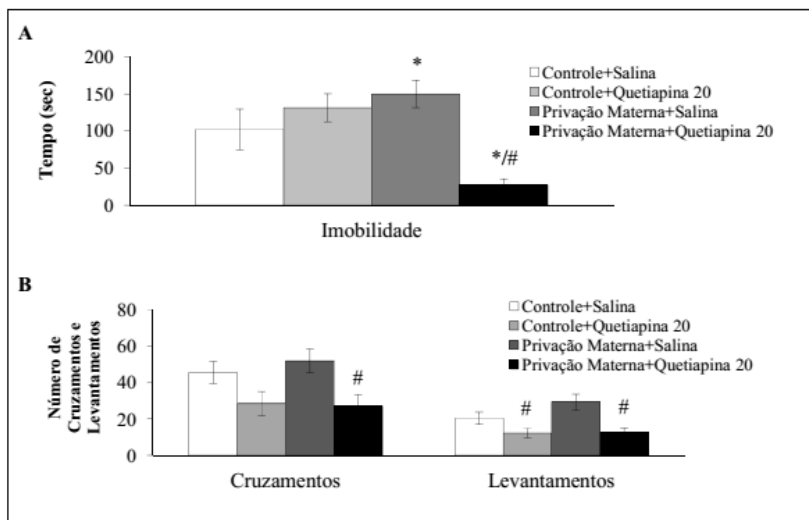 A
Tempo (sec)
200
150
100
50
0
*
*/#
Controle+Salina
Controle+Quetiapina 20
Privação Materna+Salina
Privação Materna+Quetiapina 20
Imobilidade
B
Número de
Cruzamentos e
Levantamentos
80
60
40
20
0
#
#
#
Controle+Salina
Controle+Quetiapina 20
Privação Materna+Salina
Privação Materna+Quetiapina 20
Cruzamentos
Levantamentos